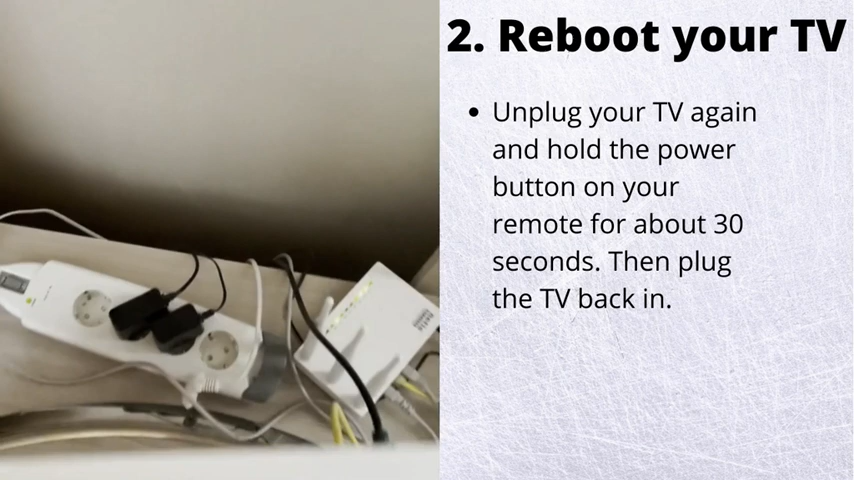 2. Reboot your TV
• Unplug your TV again
and hold the power
button on your
remote for about 30
seconds. Then plug
the TV back in.